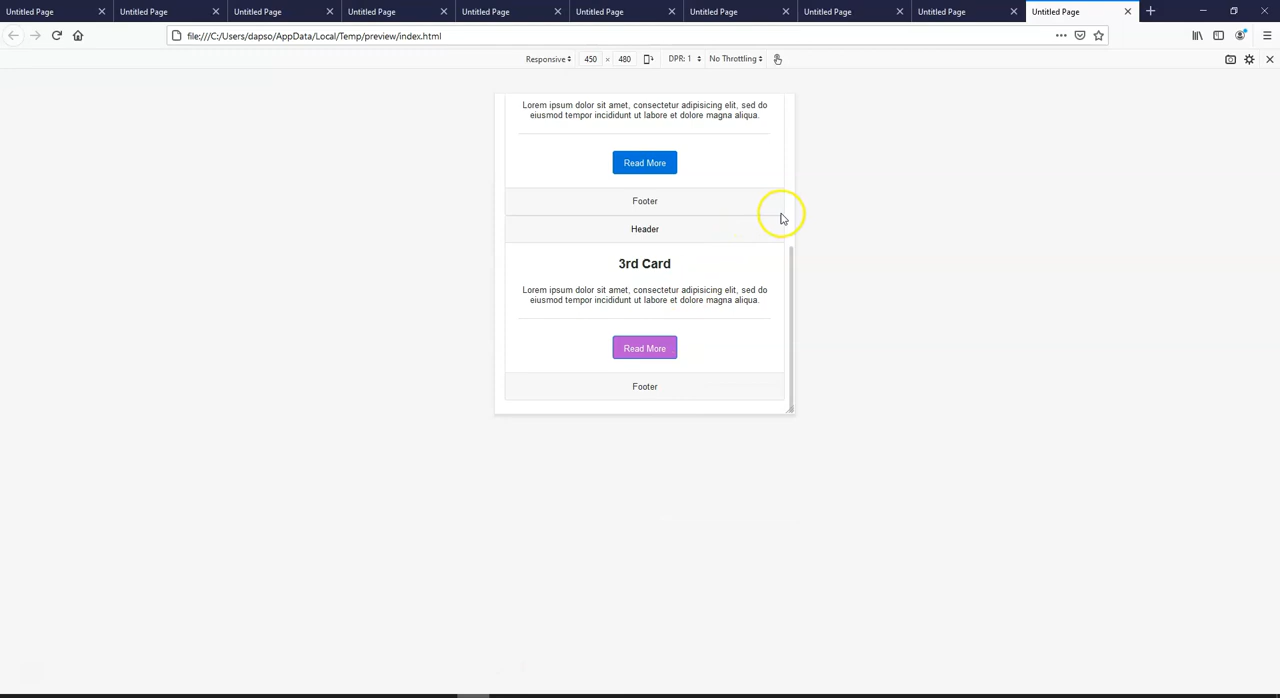 Untitled Page Untitled Page Untitled Page Untitled Page Untitled Page Untitled Page Untitled Page Untitled Page Untitled Page Untitled Page
file:///C:/Users/dapso/AppData/Local/Temp/preview/index.html
Responsive 450 × 480 DPR: 1 No Throttling
Lorem ipsum dolor sit amet, consectetur adipisicing elit, sed do
eiusmod tempor incididunt ut labore et dolore magna aliqua.
Read More
Footer
Header
3rd Card
Lorem ipsum dolor sit amet, consectetur adipisicing elit, sed do
eiusmod tempor incididunt ut labore et dolore magna aliqua.
Read More
Footer